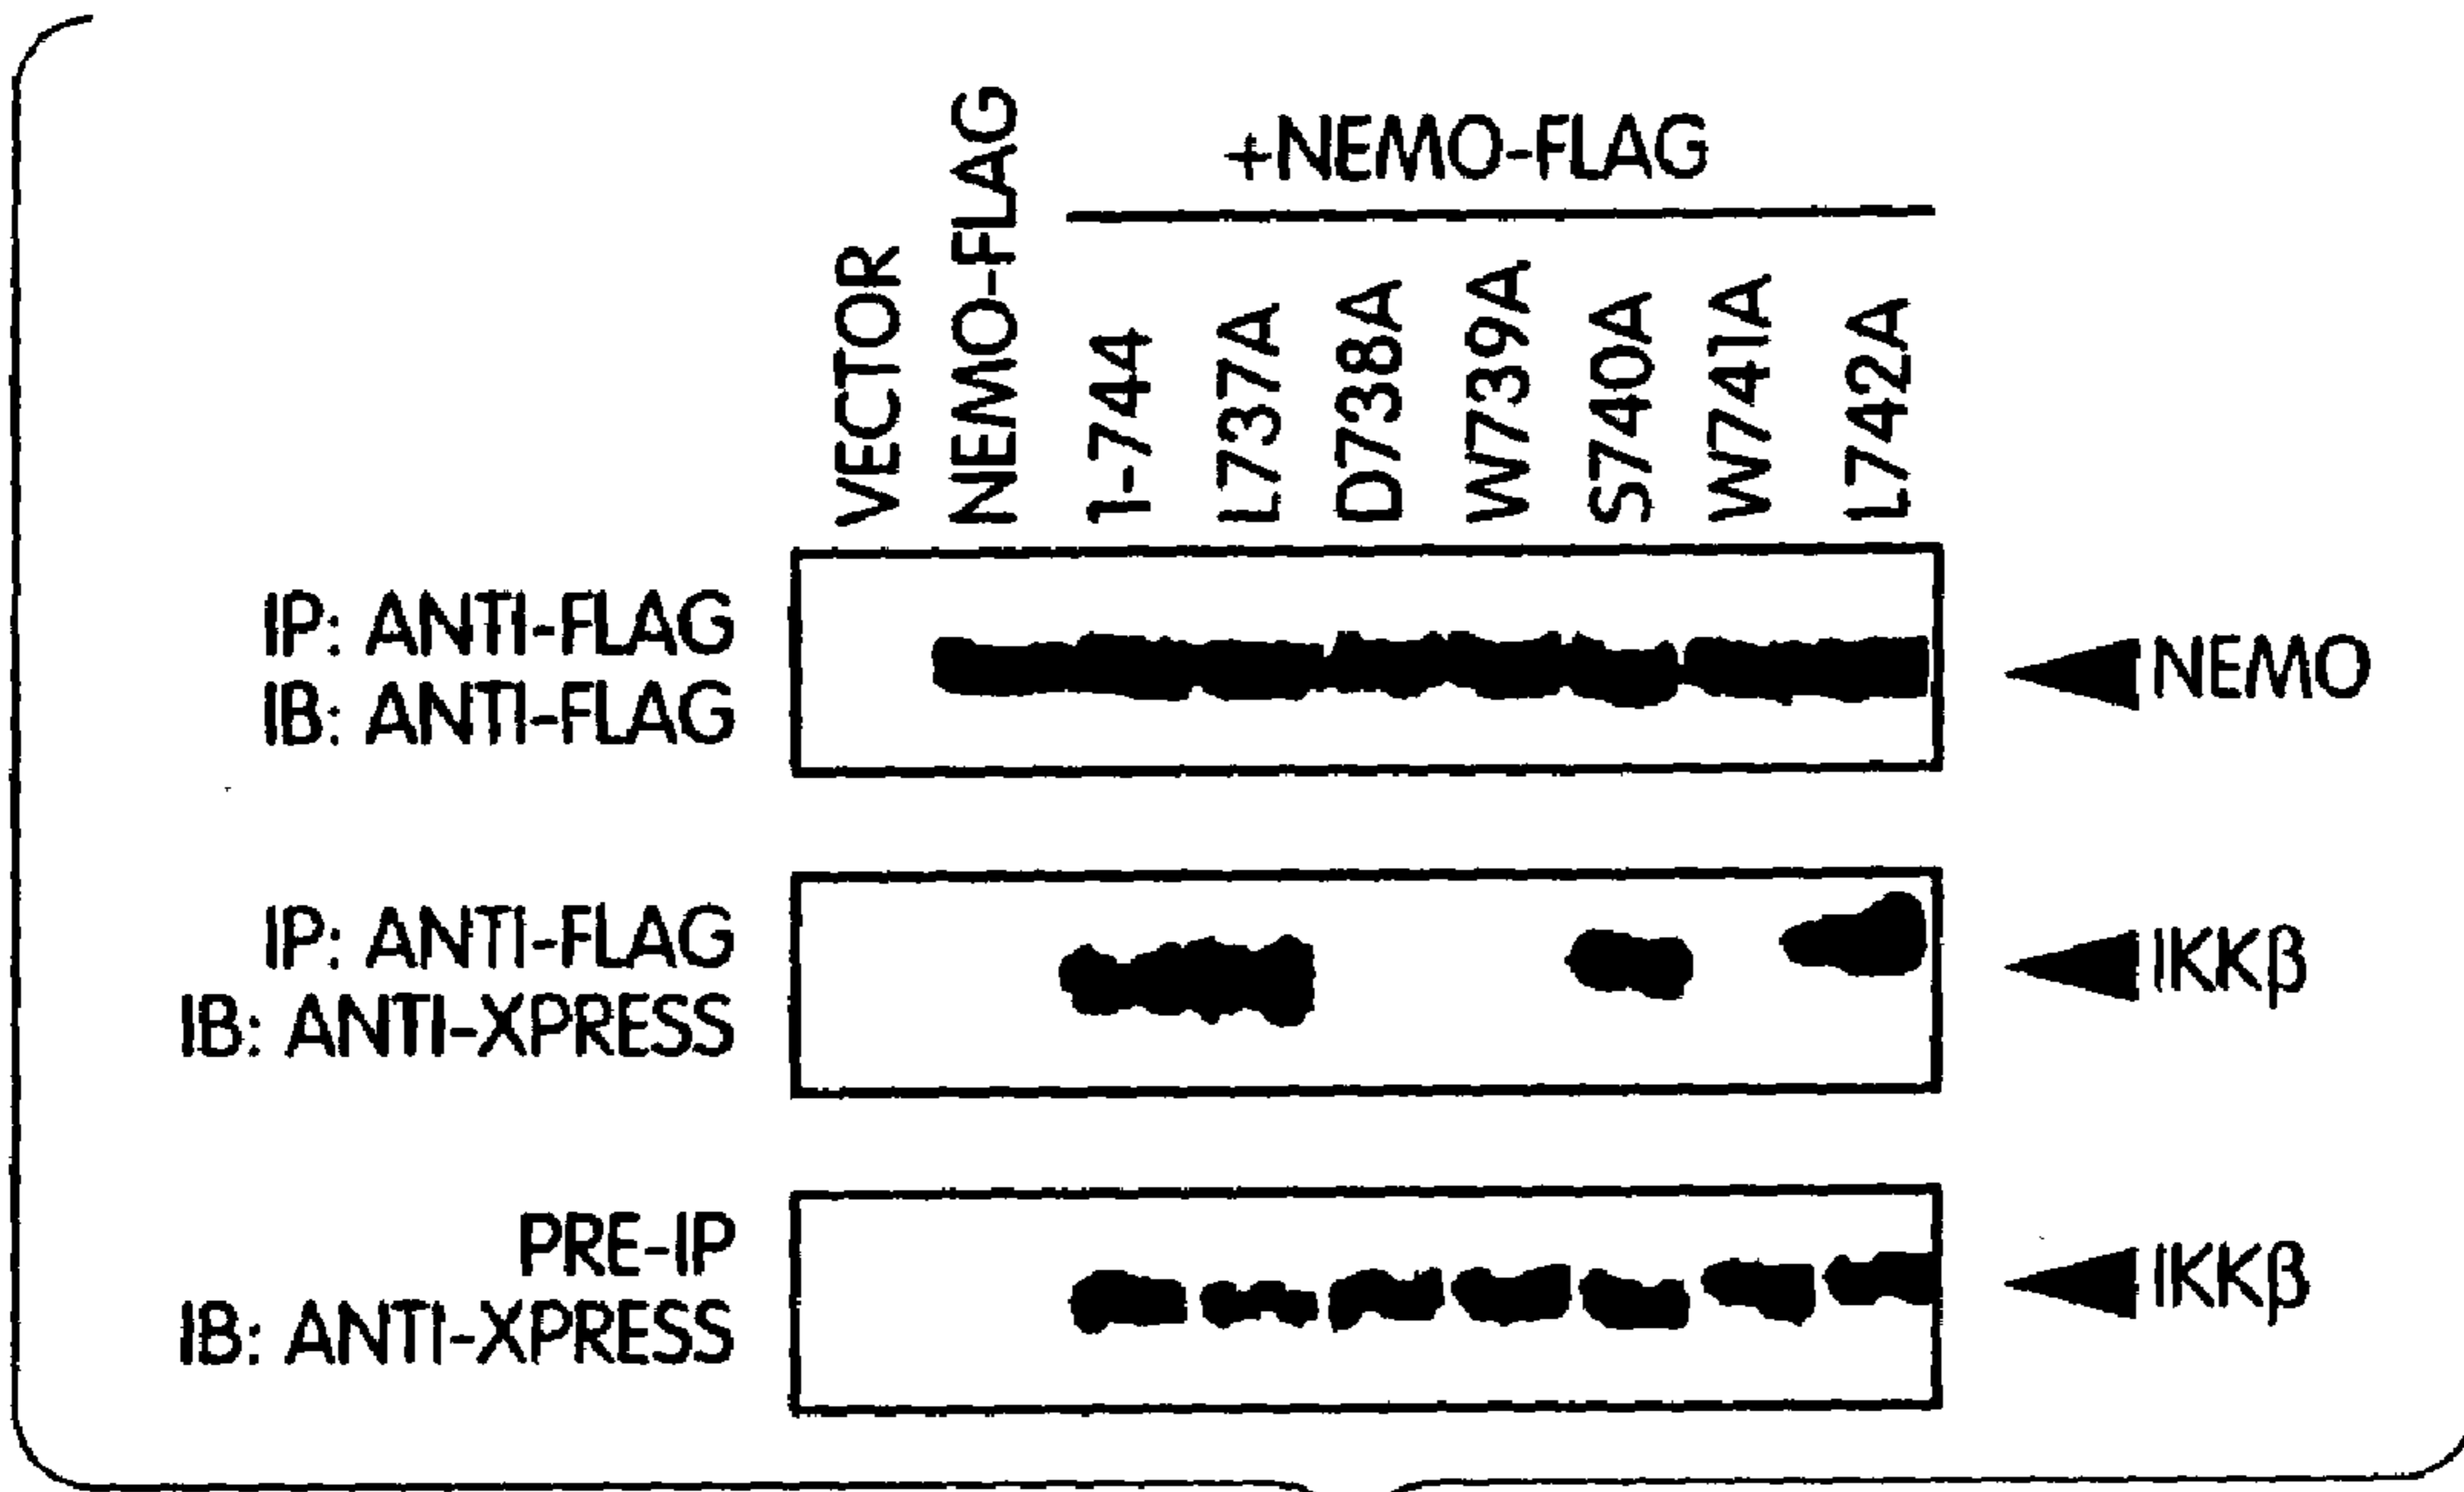 +NEMO-FLAG
VECTOR
NEMO-FLAG
1-744
L737A
D738A
W739A
S740A
W741A
L742A
IP: ANTI-FLAG
IB: ANTI-FLAG
NEMO
IP: ANTI-FLAG
IB: ANTI-XPRESS
IKKβ
PRE-IP
IB: ANTI-XPRESS
IKKβ